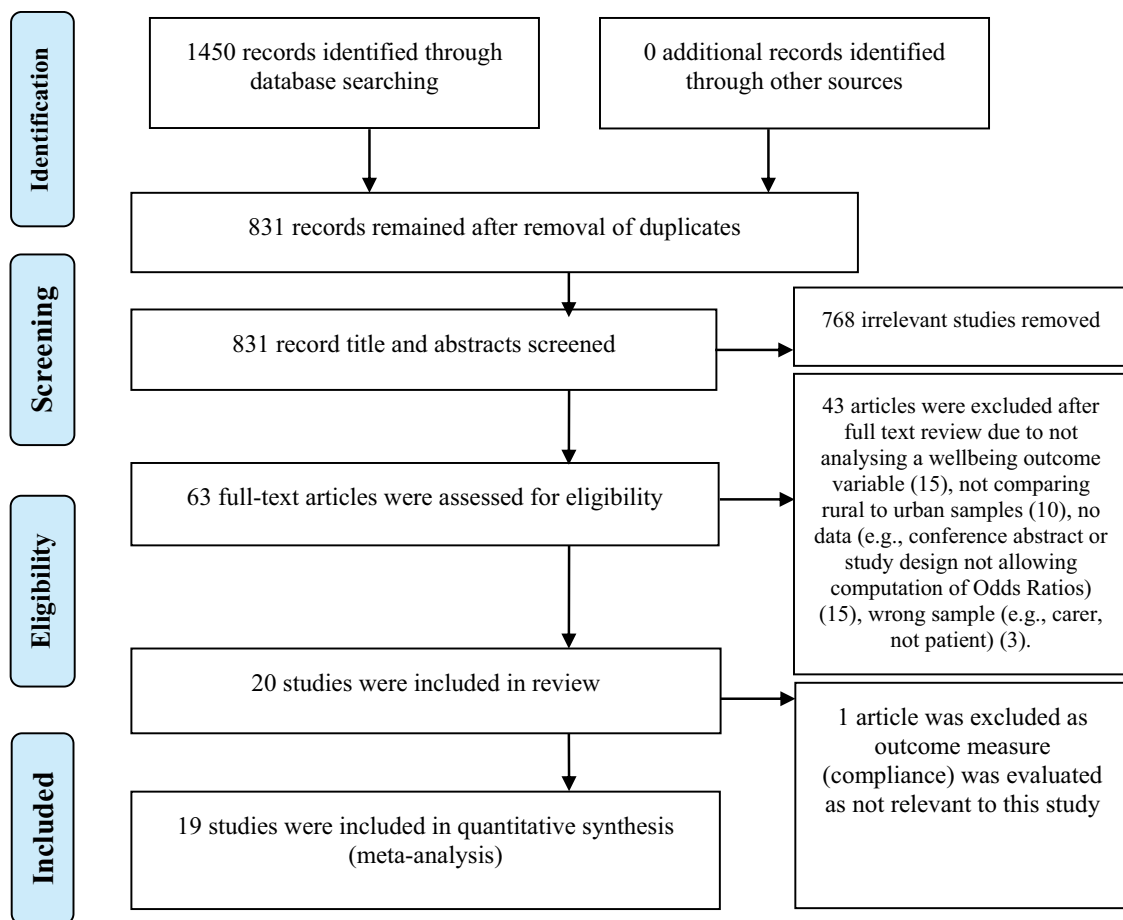 Identification
1450 records identified through
database searching
0 additional records identified
through other sources
831 records remained after removal of duplicates
Screening
831 record title and abstracts screened
768 irrelevant studies removed
Eligibility
63 full-text articles were assessed for eligibility
43 articles were excluded after
full text review due to not
analysing a wellbeing outcome
variable (15), not comparing
rural to urban samples (10), no
data (e.g., conference abstract or
study design not allowing
computation of Odds Ratios)
(15), wrong sample (e.g., carer,
not patient) (3).
20 studies were included in review
1 article was excluded as
outcome measure
(compliance) was evaluated
as not relevant to this study
Included
19 studies were included in quantitative synthesis
(meta-analysis)